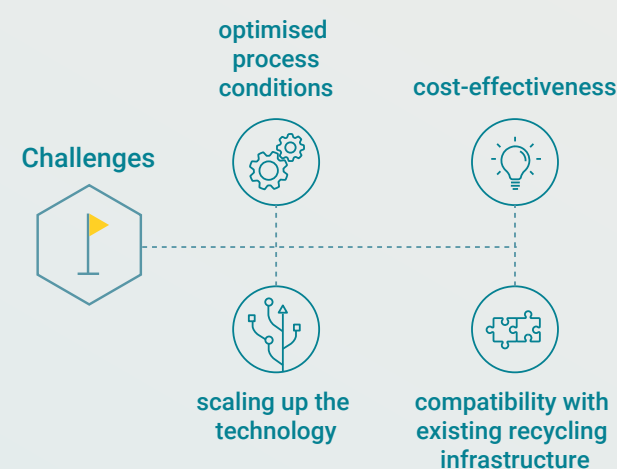 optimised
process
conditions
cost-effectiveness
Challenges
scaling up the
technology
compatibility with
existing recycling
infrastructure